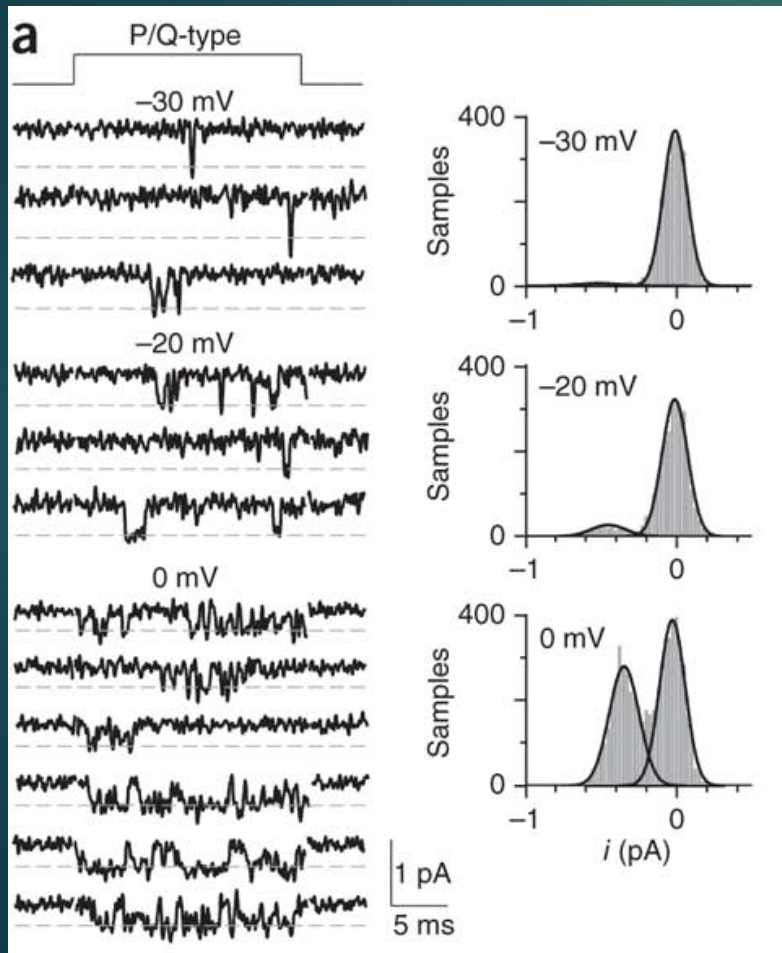 a
P/Q-type
–30 mV
–20 mV
0 mV
1 pA
5 ms
400
–30 mV
Samples
0
–1
0
400
–20 mV
Samples
0
–1
0
400
0 mV
Samples
0
–1
0
i (pA)